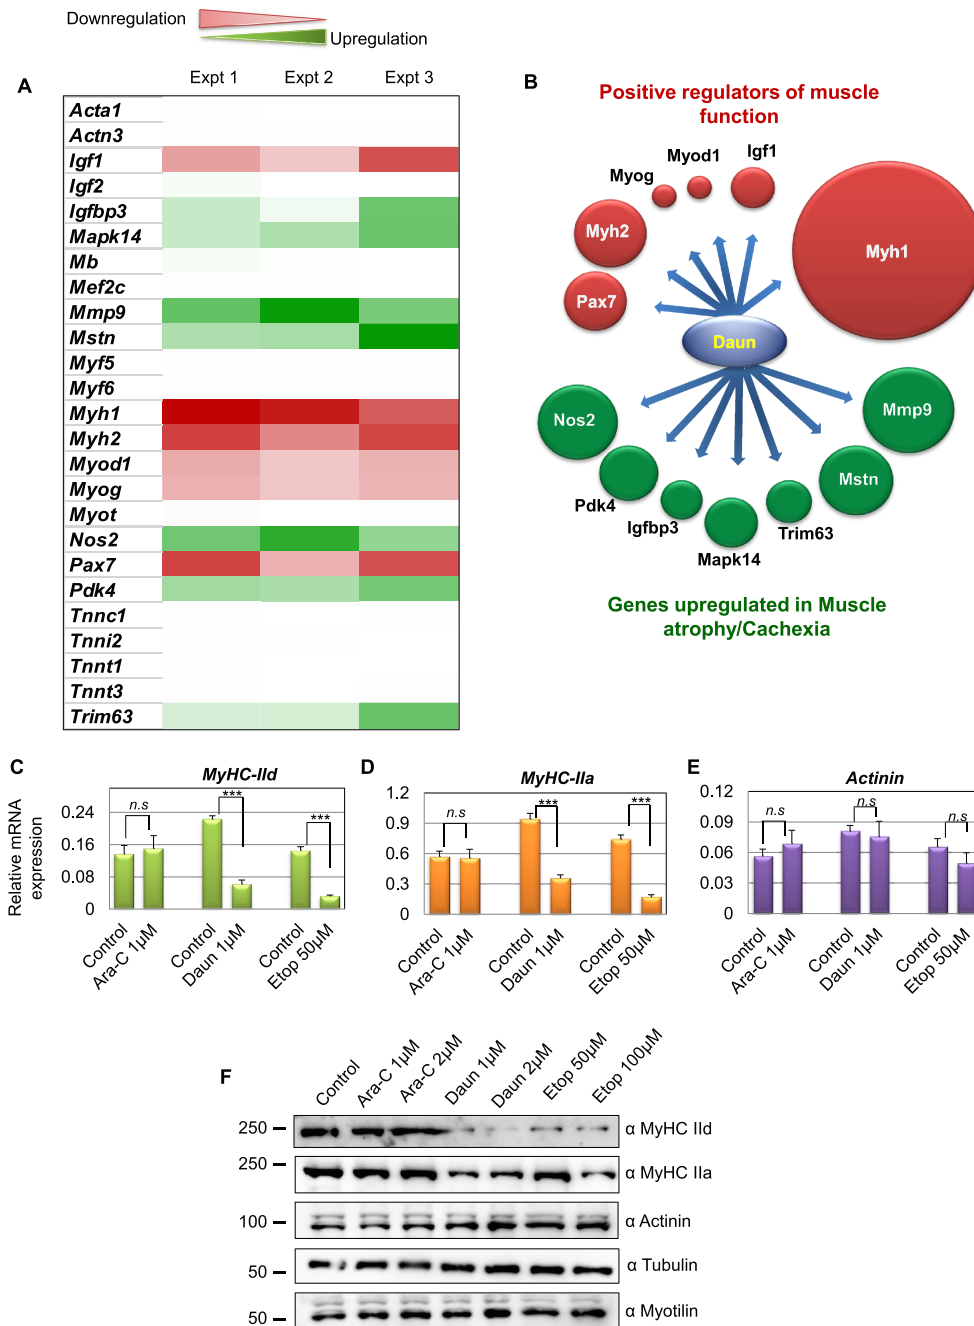 Downregulation
Upregulation
A
Expt 1 Expt 2 Expt 3
Acta1
Actn3
Igf1
Igf2
Igfbp3
Mapk14
Mb
Mef2c
Mmp9
Mstn
Myf5
Myf6
Myh1
Myh2
Myod1
Myog
Myot
Nos2
Pax7
Pdk4
Tnnc1
Tnni2
Tnnt1
Tnnt3
Trim63
B
Positive regulators of muscle
function
Igf1
Myod1
Myog
Myh2
Myh1
Pax7
Daun
Mmp9
Nos2
Mstn
Pdk4
Igfbp3
Trim63
Mapk14
Genes upregulated in Muscle
atrophy/Cachexia
C
MyHC-IId
Relative mRNA
expression
0.24
0.16
0.08
0
n.s
***
***
Control
Ara-C 1µM
Control
Daun 1µM
Control
Etop 50µM
D
MyHC-IIa
1.2
0.9
0.6
0.3
0
n.s
***
***
Control
Ara-C 1µM
Control
Daun 1µM
Control
Etop 50µM
E
Actinin
0.12
0.09
0.06
0.03
0
n.s
n.s
n.s
Control
Ara-C 1µM
Control
Daun 1µM
Control
Etop 50µM
F
Control
Ara-C 1µM
Ara-C 2µM
Daun 1µM
Daun 2µM
Etop 50µM
Etop 100µM
250
α MyHC IId
250
α MyHC IIa
100
α Actinin
50
α Tubulin
50
α Myotilin